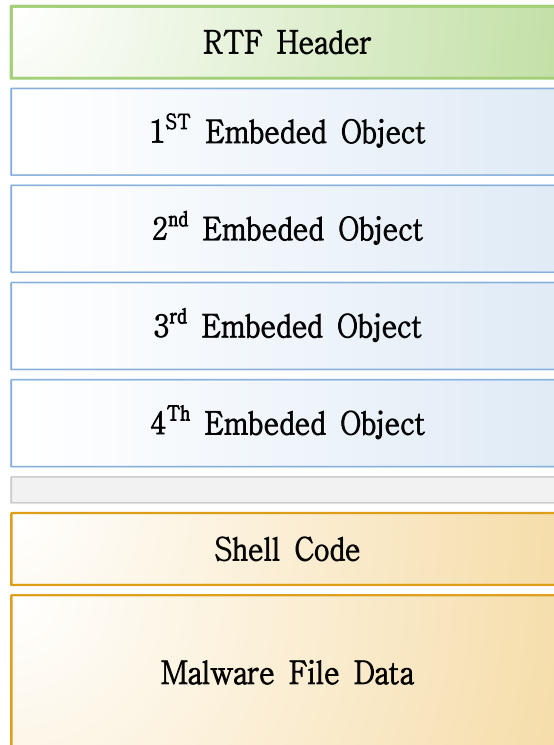 RTF Header
1ST Embeded Object
2nd Embeded Object
3rd Embeded Object
4Th Embeded Object
Shell Code
Malware File Data